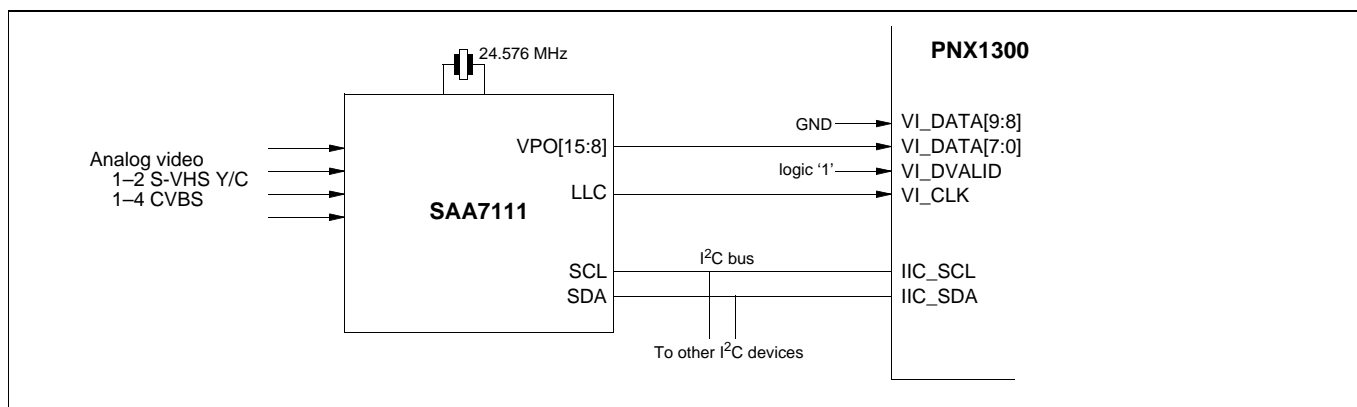 24.576 MHz
PNX1300
GND
VI_DATA[9:8]
VPO[15:8]
VI_DATA[7:0]
Analog video
1–2 S-VHS Y/C
1–4 CVBS
logic ‘1’
VI_DVALID
LLC
VI_CLK
SAA7111
I²C bus
SCL
IIC_SCL
SDA
IIC_SDA
To other I²C devices